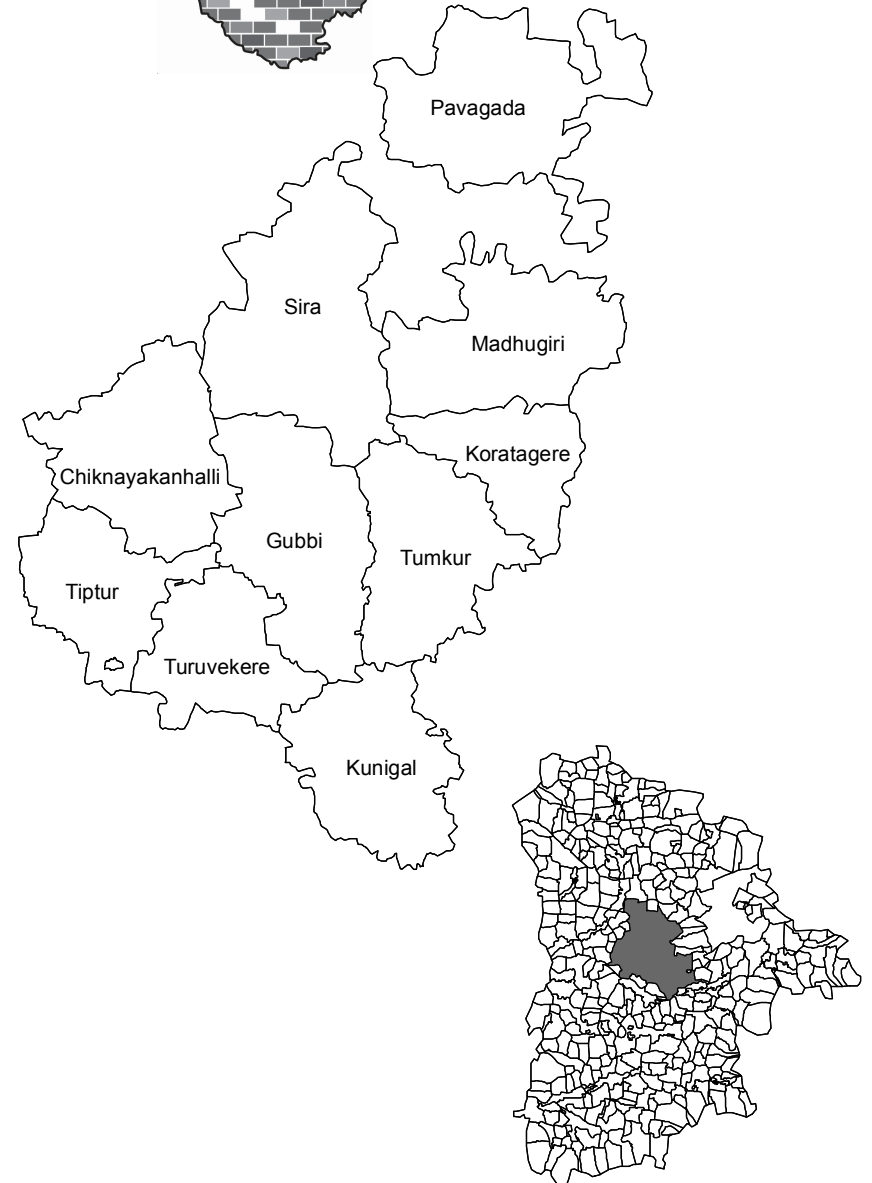 Pavagada
Sira
Madhugiri
Koratagere
Chiknayakanhalli
Gubbi
Tumkur
Tiptur
Turuvekere
Kunigal